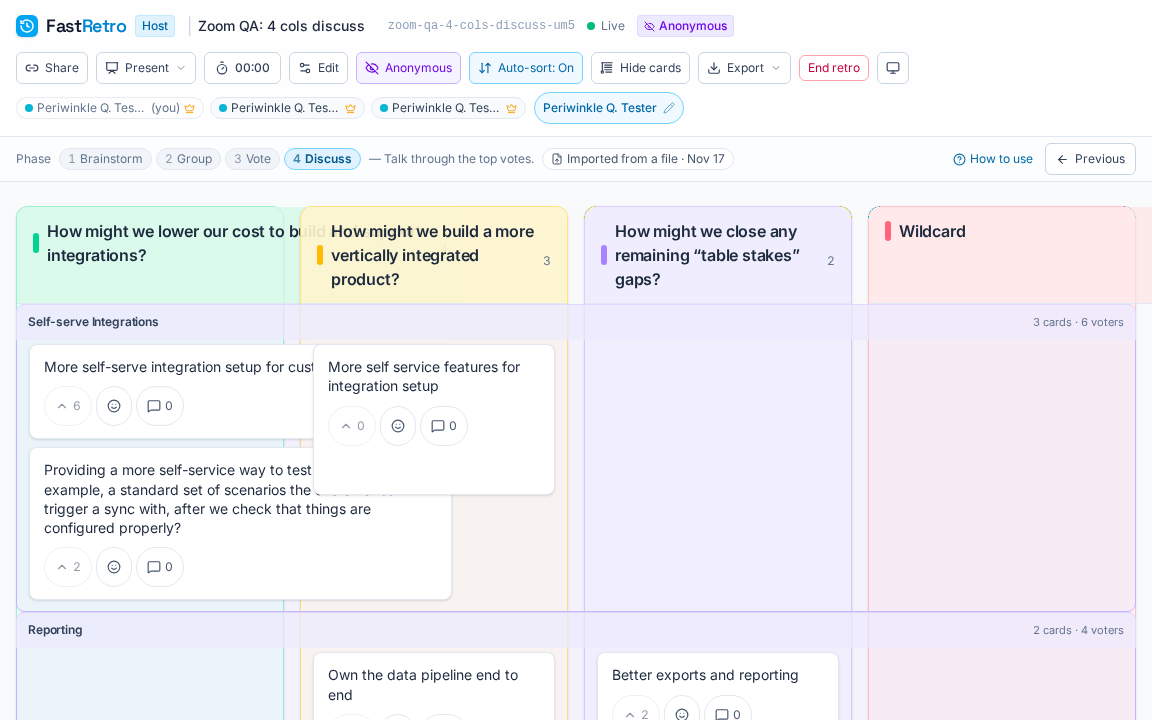 FastRetro Host Zoom QA: 4 cols discuss zoom-qa-4-cols-discuss-um5 Live Anonymous
Share Present 00:00 Edit Anonymous Auto-sort: On Hide cards Export End retro
Periwinkle Q. Tes... (you) Periwinkle Q. Tes... Periwinkle Q. Tes... Periwinkle Q. Tester
Phase 1 Brainstorm 2 Group 3 Vote 4 Discuss — Talk through the top votes. Imported from a file · Nov 17 How to use Previous
How might we lower our cost to build
integrations?
How might we build a more
vertically integrated
product?
3
How might we close any
remaining “table stakes”
gaps?
2
Wildcard
Self-serve Integrations 3 cards · 6 voters
More self-serve integration setup for cust
6 0
Providing a more self-service way to test
example, a standard set of scenarios the
trigger a sync with, after we check that things are
configured properly?
2 0
More self service features for
integration setup
0 0
Reporting 2 cards · 4 voters
Own the data pipeline end to
end
Better exports and reporting
2 0